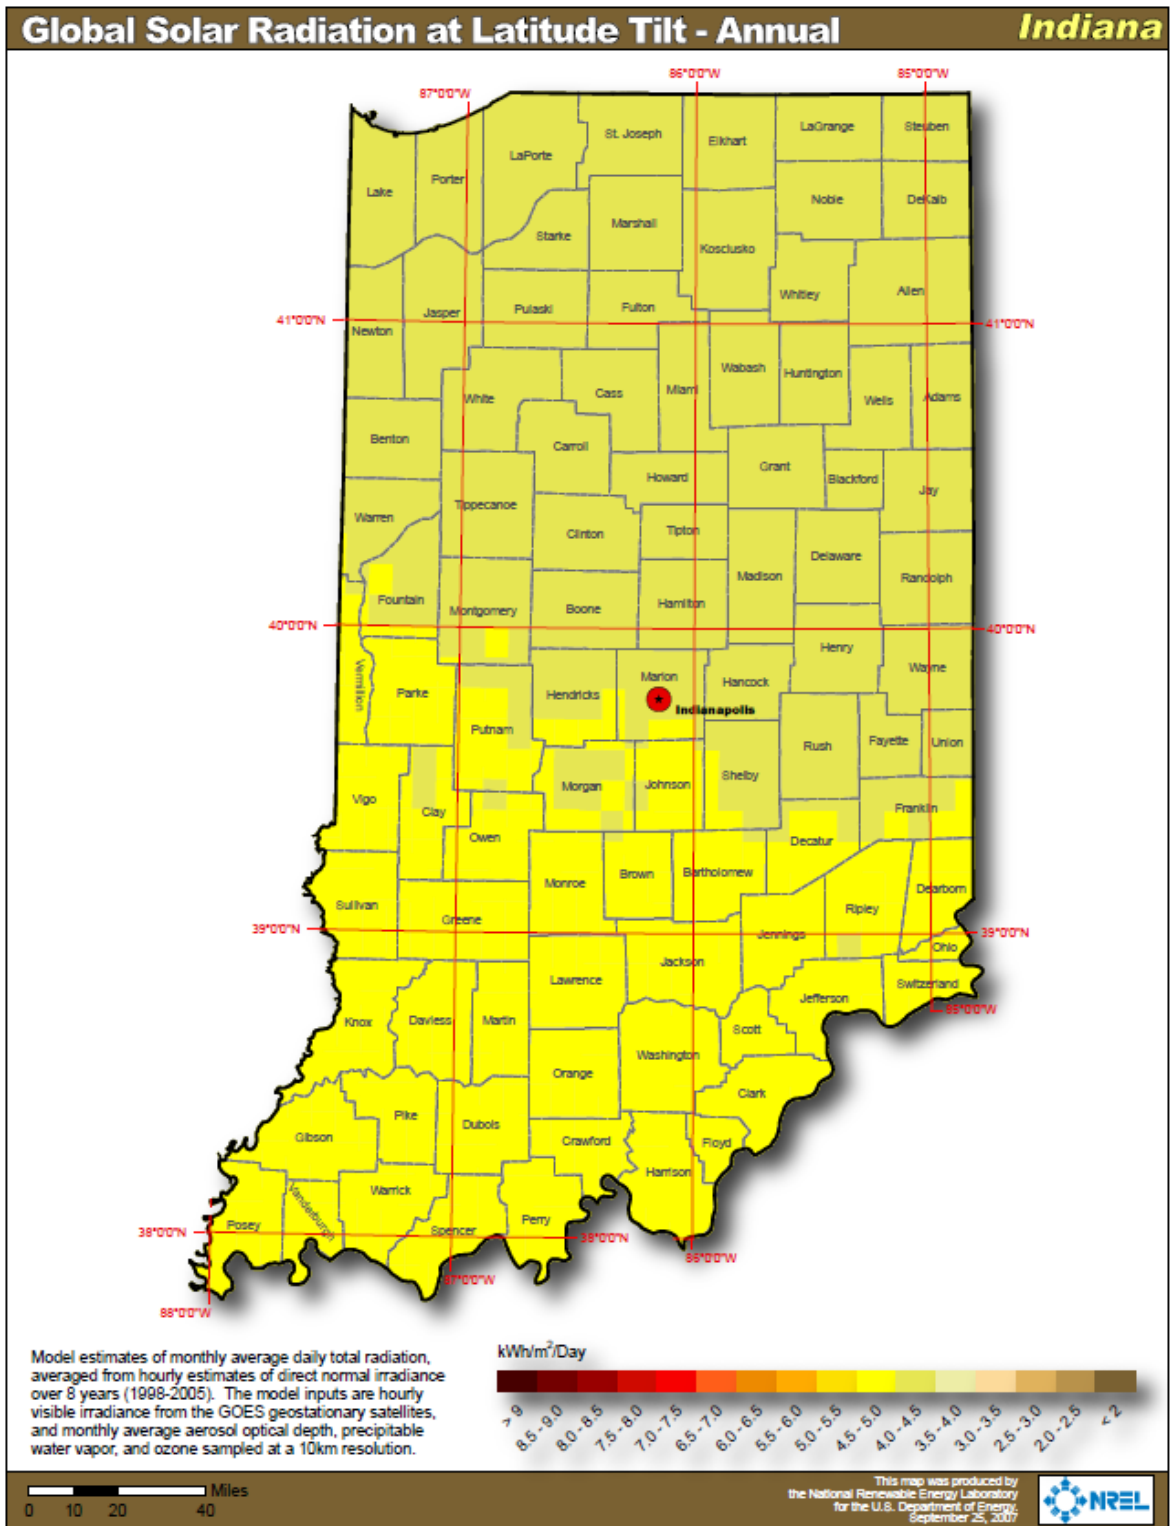 Global Solar Radiation at Latitude Tilt - Annual
Indiana
86°0'0"W
85°0'0"W
87°0'0"W
St. Joseph
LaGrange
Steuben
Elkhart
LaPorte
Porter
Lake
Noble
DeKalb
Marshall
Starke
Kosciusko
Whitley
Allen
Jasper
Pulaski
Fulton
41°0'0"N
41°0'0"N
Newton
Wabash
Huntington
White
Cass
Miami
Wells
Adams
Benton
Carroll
Grant
Howard
Blackford
Jay
Warren
Tippecanoe
Clinton
Tipton
Delaware
Madison
Randolph
Fountain
Montgomery
Boone
Hamilton
40°0'0"N
40°0'0"N
Henry
Wayne
Vermillion
Parke
Hendricks
Marion
Hancock
Indianapolis
Putnam
Rush
Fayette
Union
Vigo
Clay
Morgan
Johnson
Shelby
Franklin
Owen
Decatur
Monroe
Brown
Bartholomew
Dearborn
Sullivan
Greene
Ripley
39°0'0"N
39°0'0"N
Jennings
Ohio
Jackson
Lawrence
Switzerland
Jefferson
85°0'0"W
Knox
Daviess
Martin
Scott
Washington
Orange
Clark
Pike
Dubois
Gibson
Crawford
Floyd
Harrison
Warrick
Vanderburgh
Posey
Perry
Spencer
38°0'0"N
38°0'0"N
86°0'0"W
87°0'0"W
88°0'0"W
Model estimates of monthly average daily total radiation,
averaged from hourly estimates of direct normal irradiance
over 8 years (1998-2005). The model inputs are hourly
visible irradiance from the GOES geostationary satellites,
and monthly average aerosol optical depth, precipitable
water vapor, and ozone sampled at a 10km resolution.
kWh/m²/Day
> 9
8.5 - 9.0
8.0 - 8.5
7.5 - 8.0
7.0 - 7.5
6.5 - 7.0
6.0 - 6.5
5.5 - 6.0
5.0 - 5.5
4.5 - 5.0
4.0 - 4.5
3.5 - 4.0
3.0 - 3.5
2.5 - 3.0
2.0 - 2.5
< 2
Miles
0 10 20 40
This map was produced by
the National Renewable Energy Laboratory
for the U.S. Department of Energy.
September 25, 2007
NREL